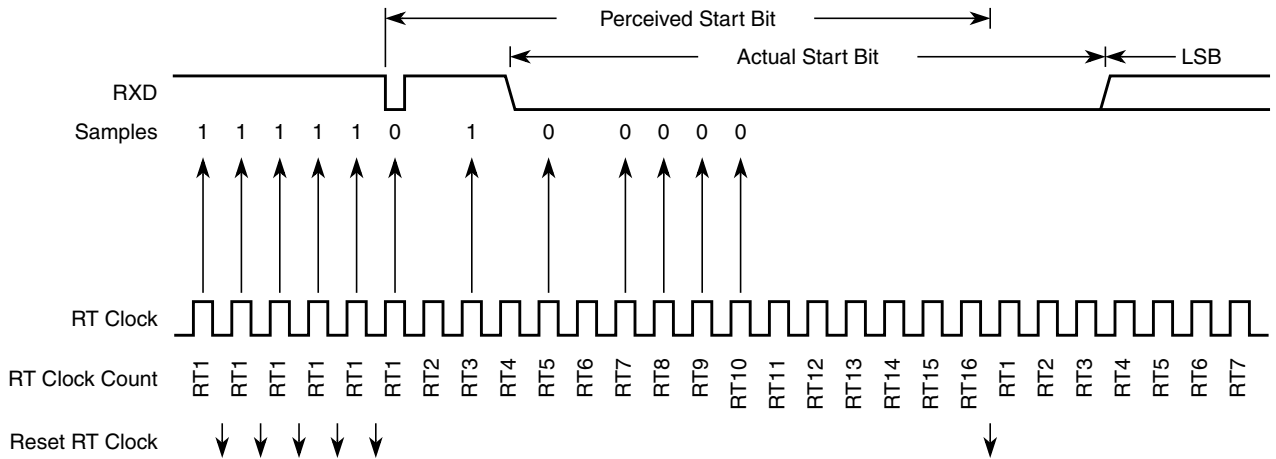 Perceived Start Bit
Actual Start Bit
LSB
RXD
Samples 1 1 1 1 1 0 1 0 0 0 0 0
RT Clock
RT Clock Count RT1 RT1 RT1 RT1 RT1 RT1 RT2 RT3 RT4 RT5 RT6 RT7 RT8 RT9 RT10 RT11 RT12 RT13 RT14 RT15 RT16 RT1 RT2 RT3 RT4 RT5 RT6 RT7
Reset RT Clock